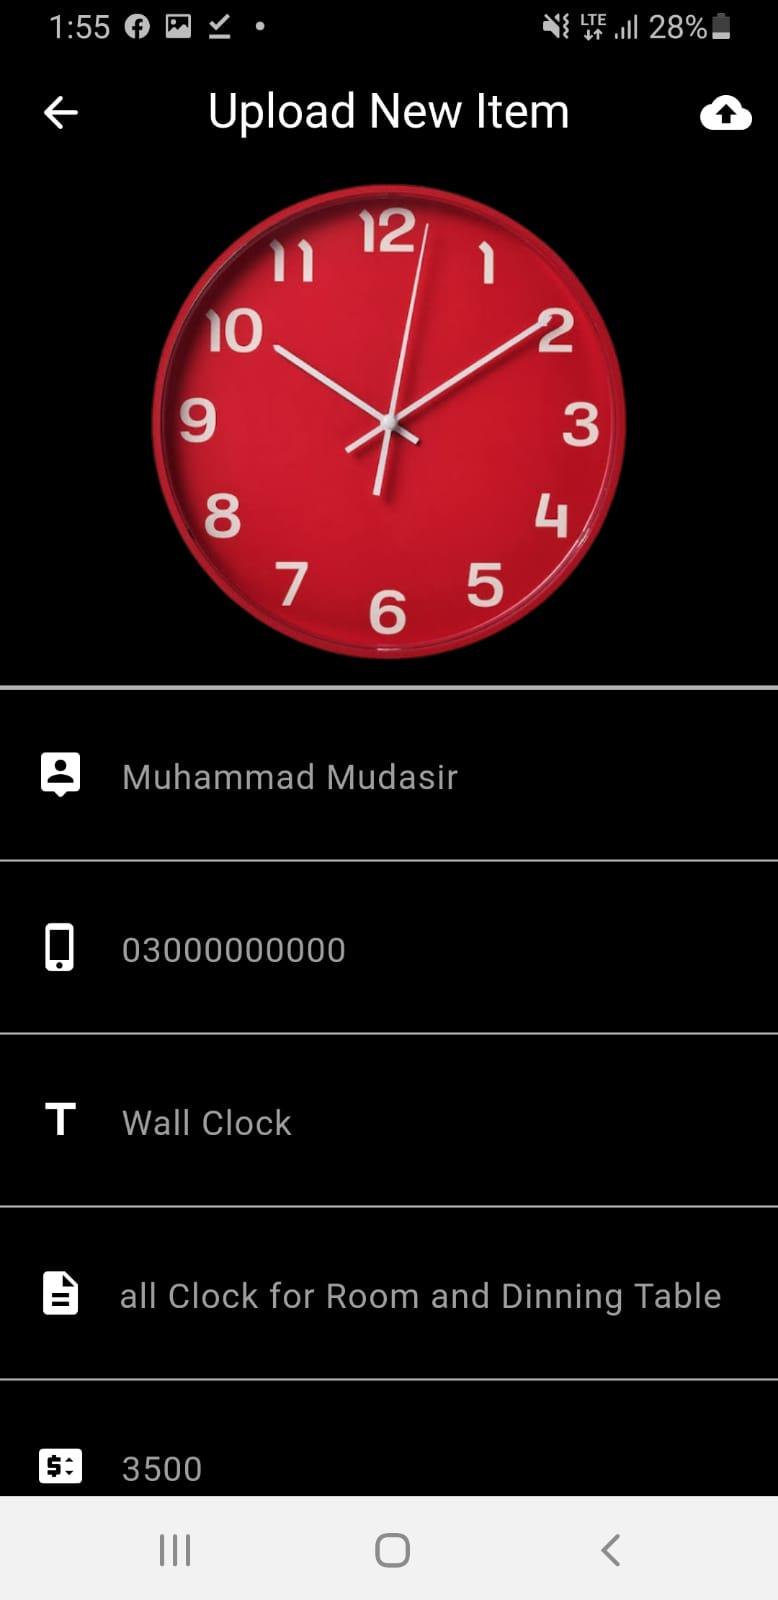 1:55 LTE 28%
Upload New Item
12
11 1
10 2
9 3
8 4
7 5
6
Muhammad Mudasir
03000000000
T Wall Clock
all Clock for Room and Dinning Table
$ 3500